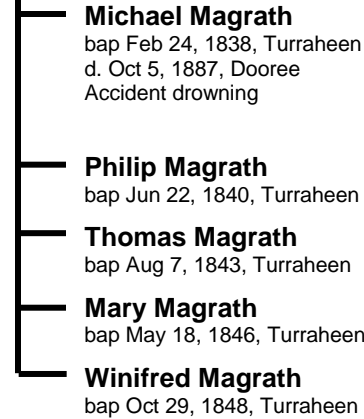 Michael Magrath
bap Feb 24, 1838, Turraheen
d. Oct 5, 1887, Dooree
Accident drowning
Philip Magrath
bap Jun 22, 1840, Turraheen
Thomas Magrath
bap Aug 7, 1843, Turraheen
Mary Magrath
bap May 18, 1846, Turraheen
Winifred Magrath
bap Oct 29, 1848, Turraheen